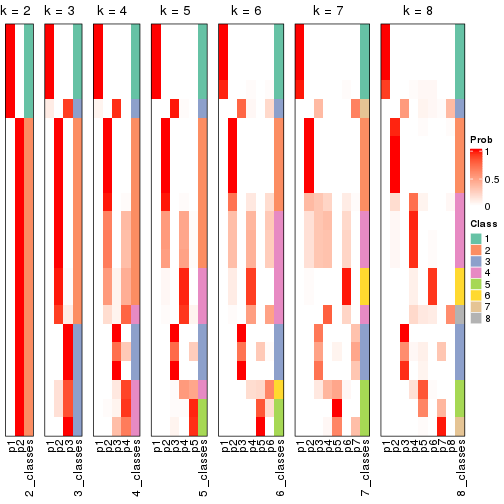 k = 2 k = 3 k = 4 k = 5 k = 6 k = 7 k = 8
Prob
1
0.5
0
Class
1
2
3
4
5
6
7
8
p1 p2 2_classes p1 p2 p3 3_classes p1 p2 p3 p4 4_classes p1 p2 p3 p4 p5 5_classes p1 p2 p3 p4 p5 p6 6_classes p1 p2 p3 p4 p5 p6 p7 7_classes p1 p2 p3 p4 p5 p6 p7 p8 8_classes